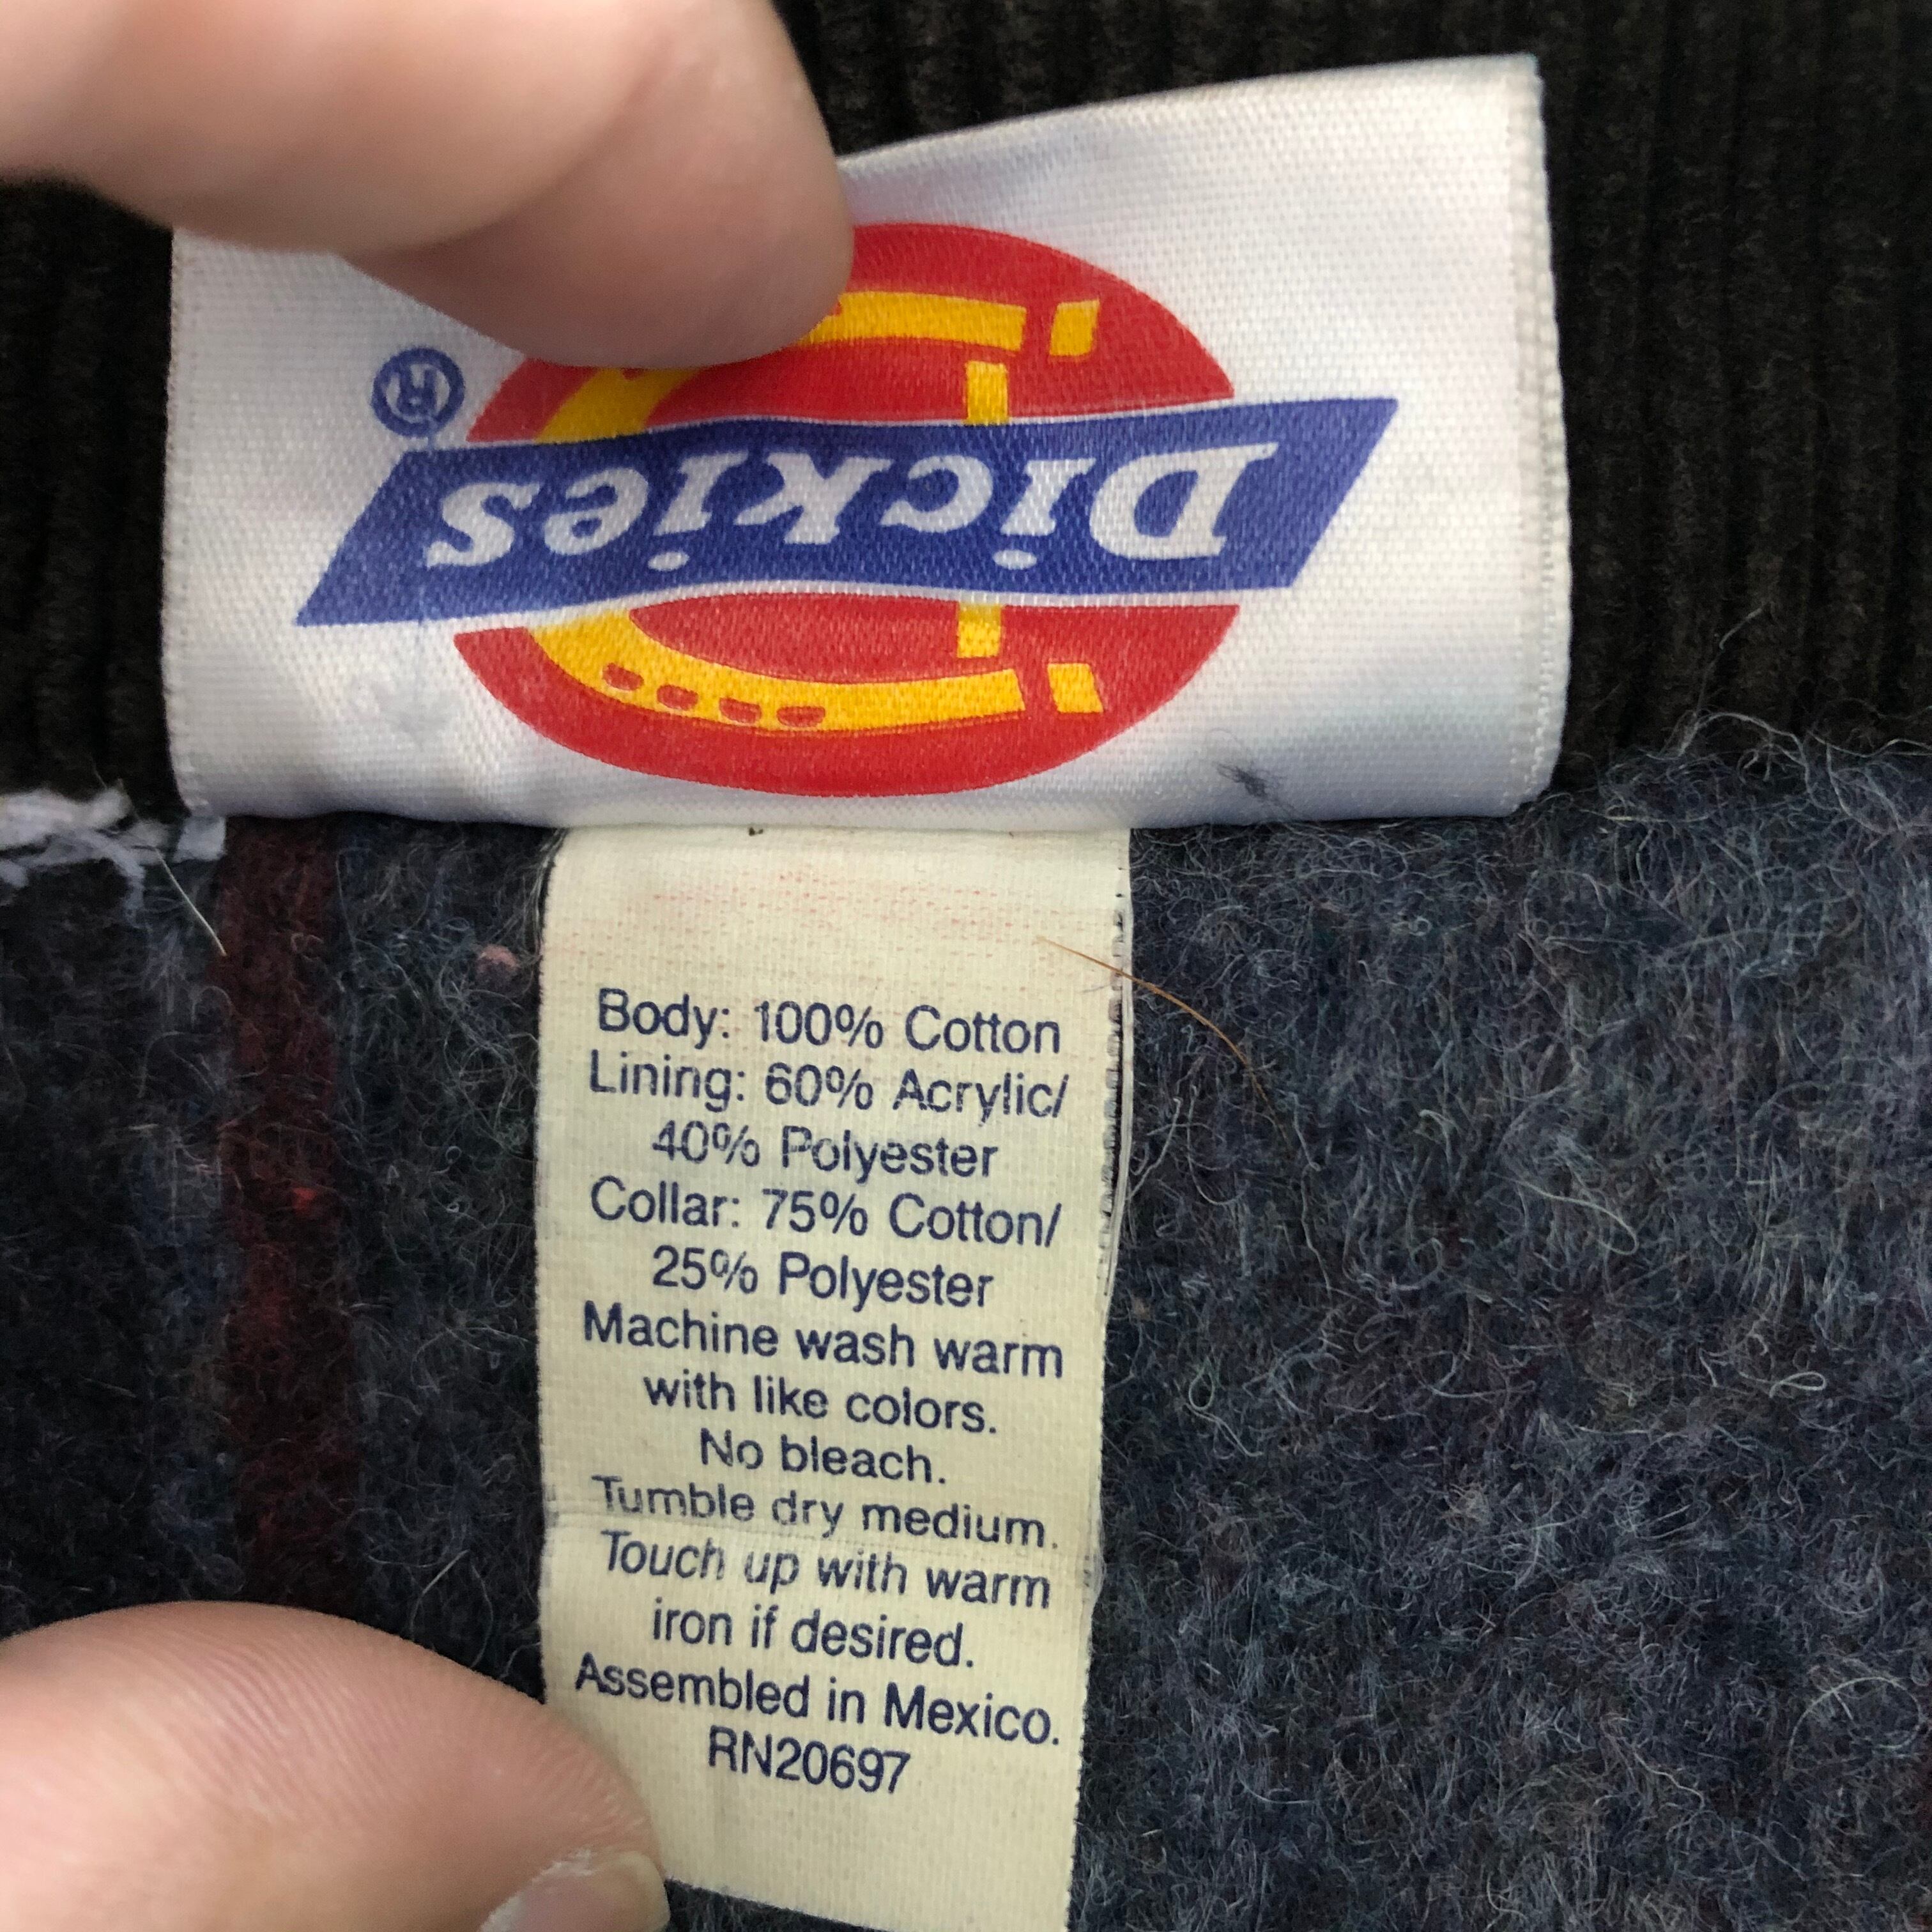 Dickies
®
Body: 100% Cotton
Lining: 60% Acrylic/
40% Polyester
Collar: 75% Cotton/
25% Polyester
Machine wash warm
with like colors.
No bleach.
Tumble dry medium.
Touch up with warm
iron if desired.
Assembled in Mexico.
RN20697